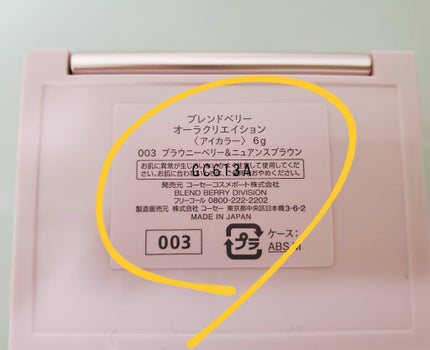 ブレンドベリー
オーラクリエイション
〈アイカラー〉6g
003 ブラウニーベリー&ニュアンスブラウン
GC613A
発売元 コーセーコスメポート株式会社
BLEND BERRY DIVISION
フリーコール 0800-222-2202
製造販売元 株式会社 コーセー 東京都中央区日本橋3-6-2
MADE IN JAPAN
003
プラ
ケース:
ABS